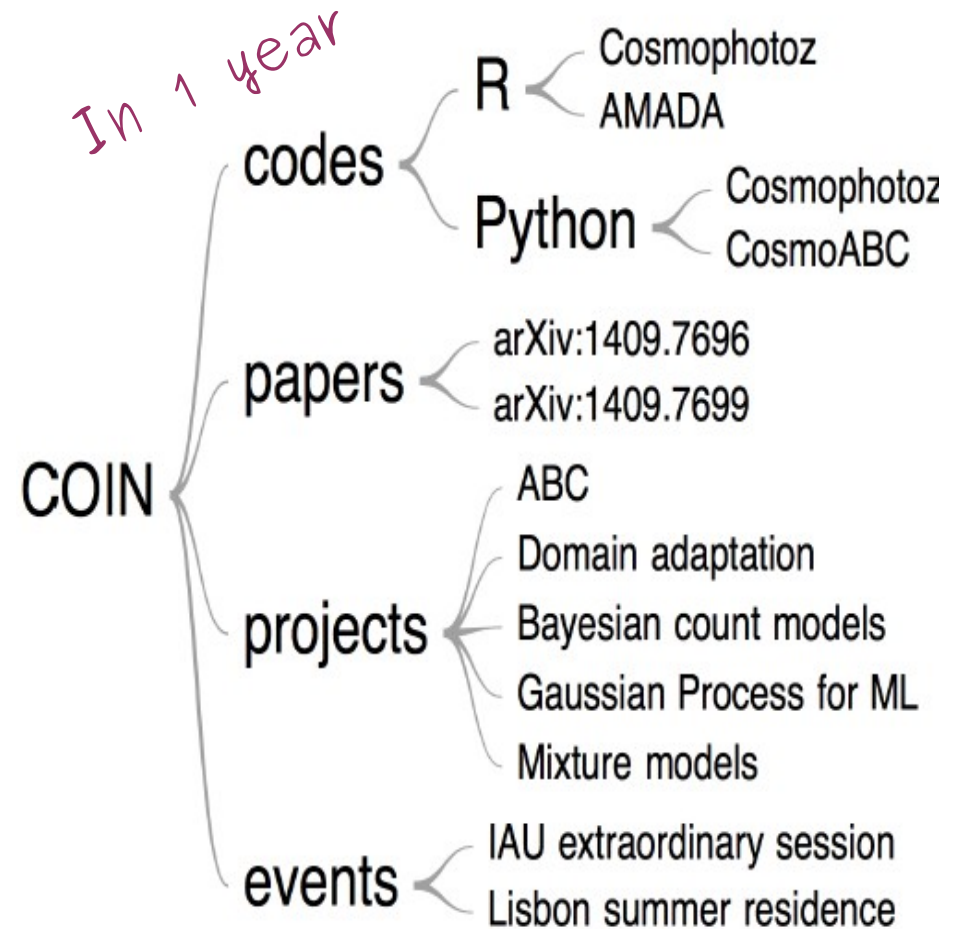 In 1 year
COIN
codes
R
Cosmophotoz
AMADA
Python
Cosmophotoz
CosmoABC
papers
arXiv:1409.7696
arXiv:1409.7699
projects
ABC
Domain adaptation
Bayesian count models
Gaussian Process for ML
Mixture models
events
IAU extraordinary session
Lisbon summer residence